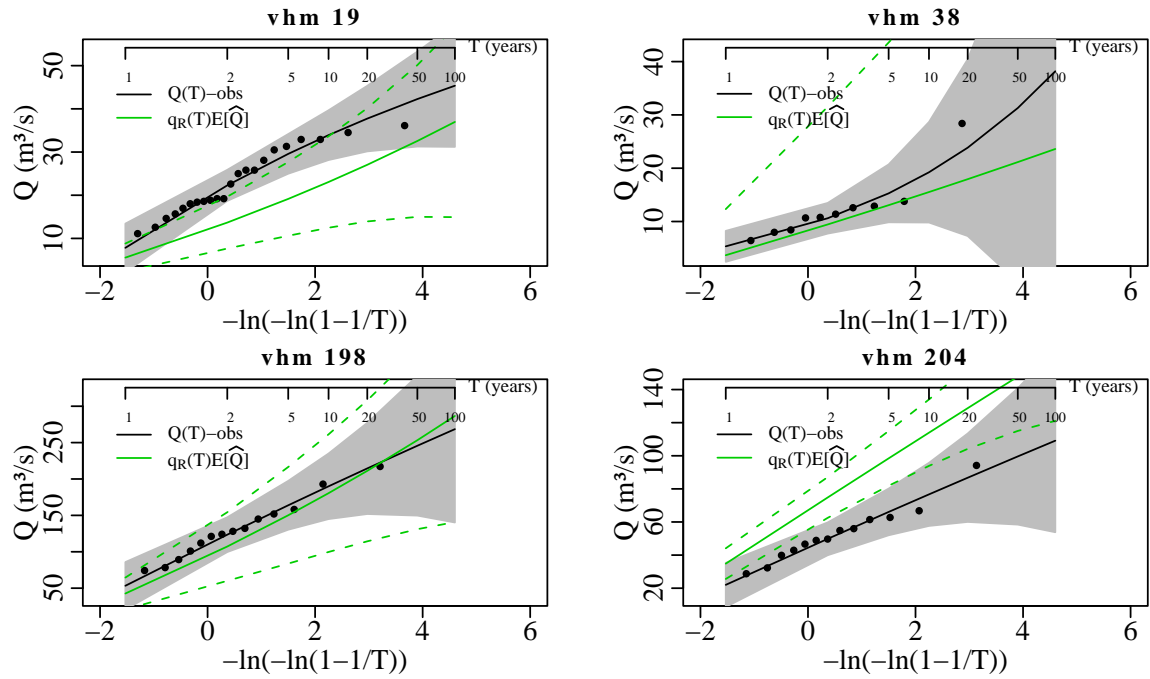 vhm 19
T (years)
1 2 5 10 20 50 100
Q(T)−obs
qR(T)E[Q̂]
Q (m³/s)
10 30 50
−2 0 2 4 6
−ln(−ln(1−1/T))
vhm 38
T (years)
1 2 5 10 20 50 100
Q(T)−obs
qR(T)E[Q̂]
Q (m³/s)
10 20 30 40
−2 0 2 4 6
−ln(−ln(1−1/T))
vhm 198
T (years)
1 2 5 10 20 50 100
Q(T)−obs
qR(T)E[Q̂]
Q (m³/s)
50 150 250
−2 0 2 4 6
−ln(−ln(1−1/T))
vhm 204
T (years)
1 2 5 10 20 50 100
Q(T)−obs
qR(T)E[Q̂]
Q (m³/s)
20 60 100 140
−2 0 2 4 6
−ln(−ln(1−1/T))